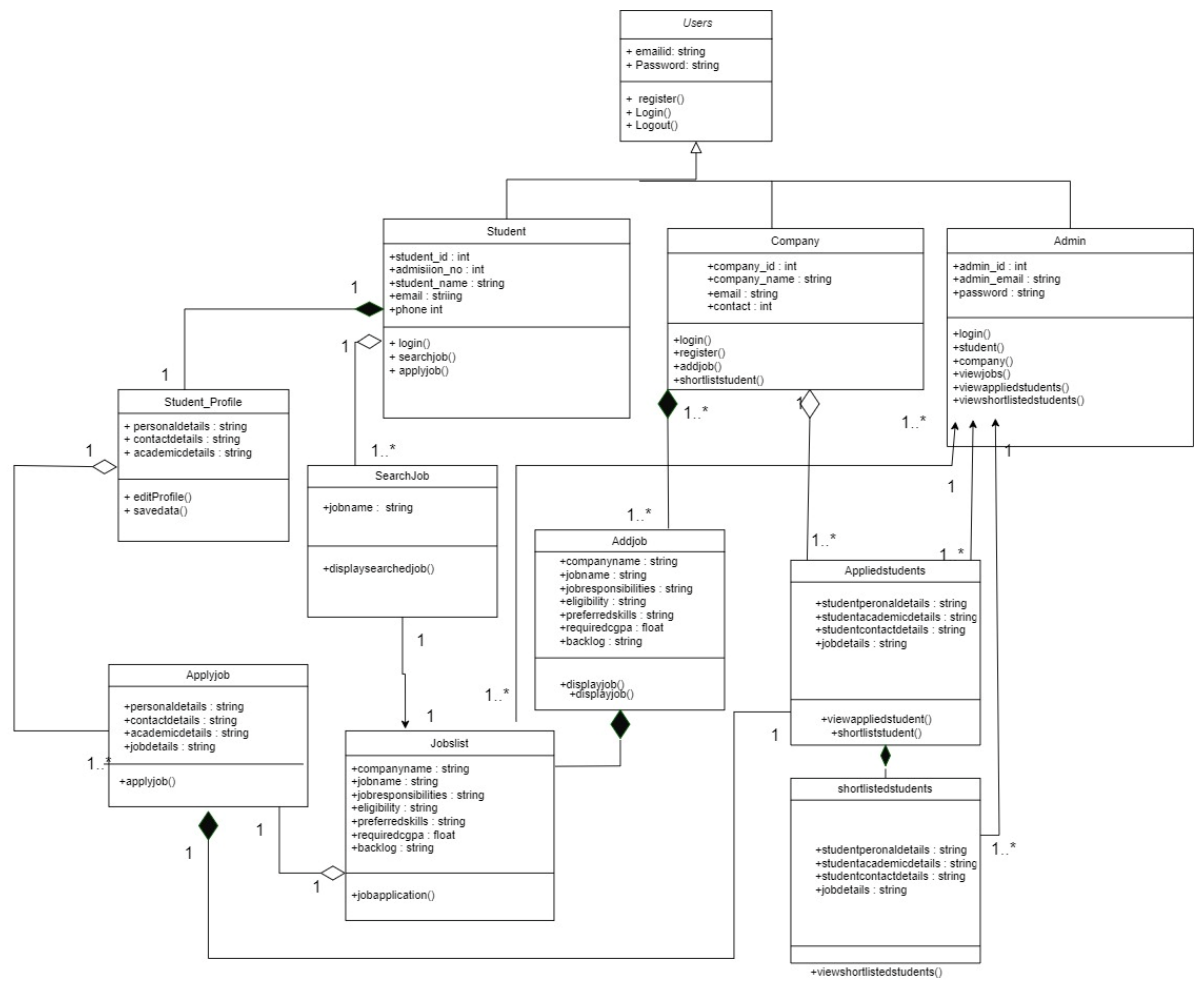 Users
+ emailid: string
+ Password: string
+ register()
+ Login()
+ Logout()
Student
+student_id : int
+admisiion_no : int
+student_name : string
+email : striing
+phone int
+ login()
+ searchjob()
+ applyjob()
Company
+company_id : int
+company_name : string
+email : string
+contact : int
+login()
+register()
+addjob()
+shortliststudent()
Admin
+admin_id : int
+admin_email : string
+password : string
+login()
+student()
+company()
+viewjobs()
+viewappliedstudents()
+viewshortlistedstudents()
1
1
1
1..*
1..*
1..*
1
1..*
1..*
1
1
1..*
Student_Profile
+ personaldetails : string
+ contactdetails : string
+ academicdetails : string
+ editProfile()
+ savedata()
1
SearchJob
+jobname : string
+displaysearchedjob()
1
1
Addjob
+companyname : string
+jobname : string
+jobresponsibilities : string
+eligibility : string
+preferredskills : string
+requiredcgpa : float
+backlog : string
+displayjob()
+displayjob()
1..*
Appliedstudents
+studentperonaldetails : string
+studentacademicdetails : string
+studentcontactdetails : string
+jobdetails : string
+viewappliedstudent()
+shortliststudent()
1
Applyjob
+personaldetails : string
+contactdetails : string
+academicdetails : string
+jobdetails : string
+applyjob()
1..*
1
1
1
Jobslist
+companyname : string
+jobname : string
+jobresponsibilities : string
+eligibility : string
+preferredskills : string
+requiredcgpa : float
+backlog : string
+jobapplication()
shortlistedstudents
+studentperonaldetails : string
+studentacademicdetails : string
+studentcontactdetails : string
+jobdetails : string
+viewshortlistedstudents()
1..*